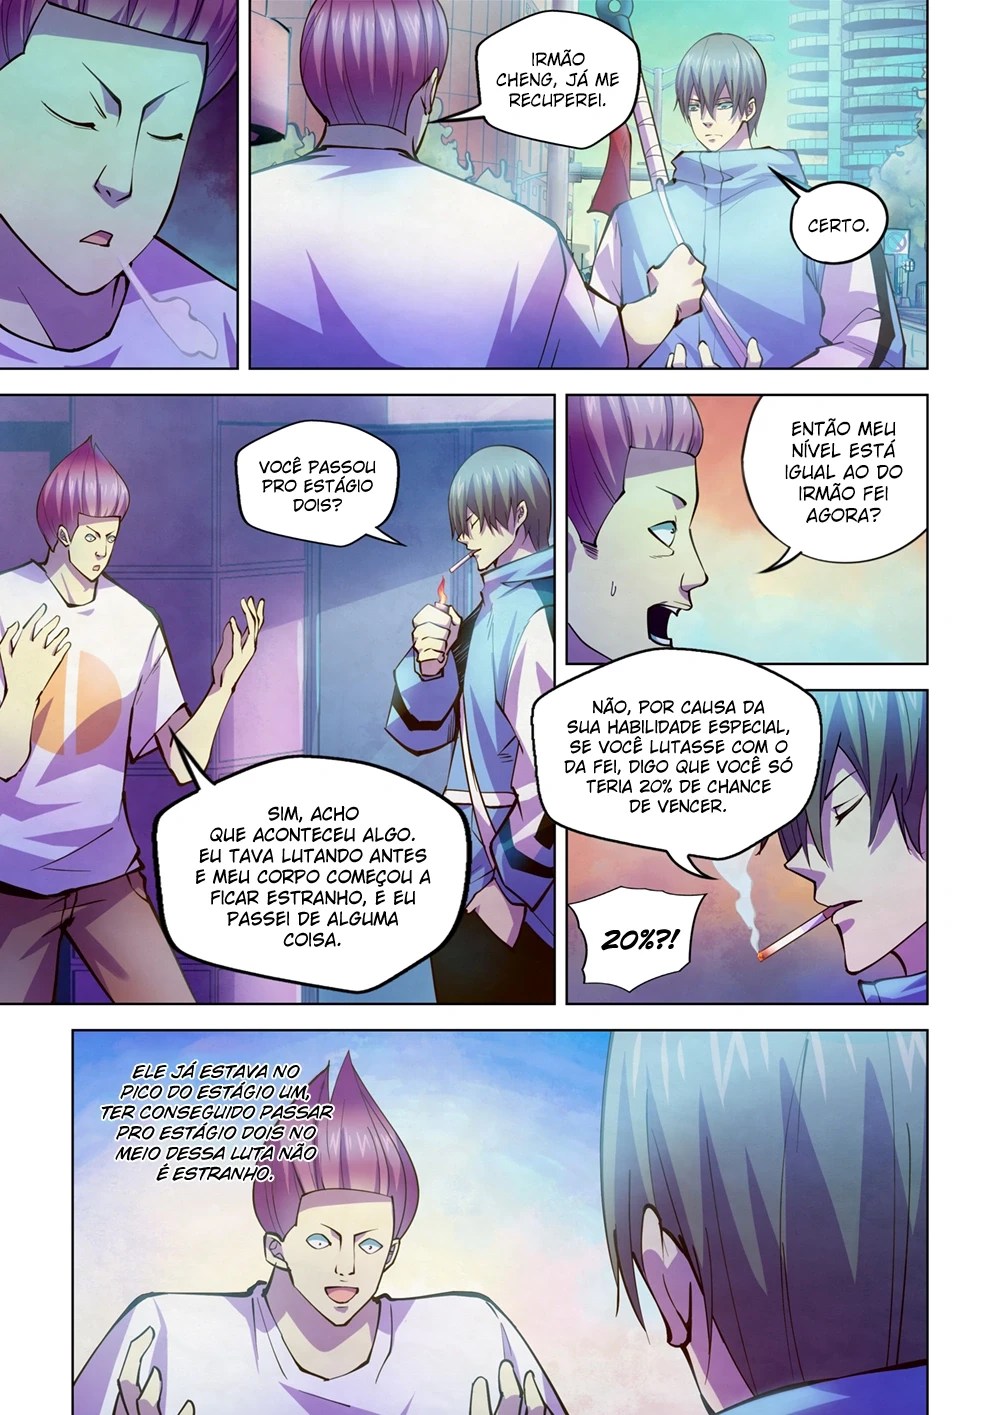 IRMÃO
CHENG, JÁ ME
RECUPEREI.
CERTO.
VOCÊ PASSOU
PRO ESTÁGIO
DOIS?
SIM, ACHO
QUE ACONTECEU ALGO.
EU TAVA LUTANDO ANTES
E MEU CORPO COMEÇOU A
FICAR ESTRANHO, E EU
PASSEI DE ALGUMA
COISA.
ENTÃO MEU
NÍVEL ESTÁ
IGUAL AO DO
IRMÃO FEI
AGORA?
NÃO, POR CAUSA DA
SUA HABILIDADE ESPECIAL,
SE VOCÊ LUTASSE COM O
DA FEI, DIGO QUE VOCÊ SÓ
TERIA 20% DE CHANCE
DE VENCER.
20%?!
ELE JÁ ESTAVA NO
PICO DO ESTÁGIO UM,
TER CONSEGUIDO PASSAR
PRO ESTÁGIO DOIS NO
MEIO DESSA LUTA NÃO
É ESTRANHO.